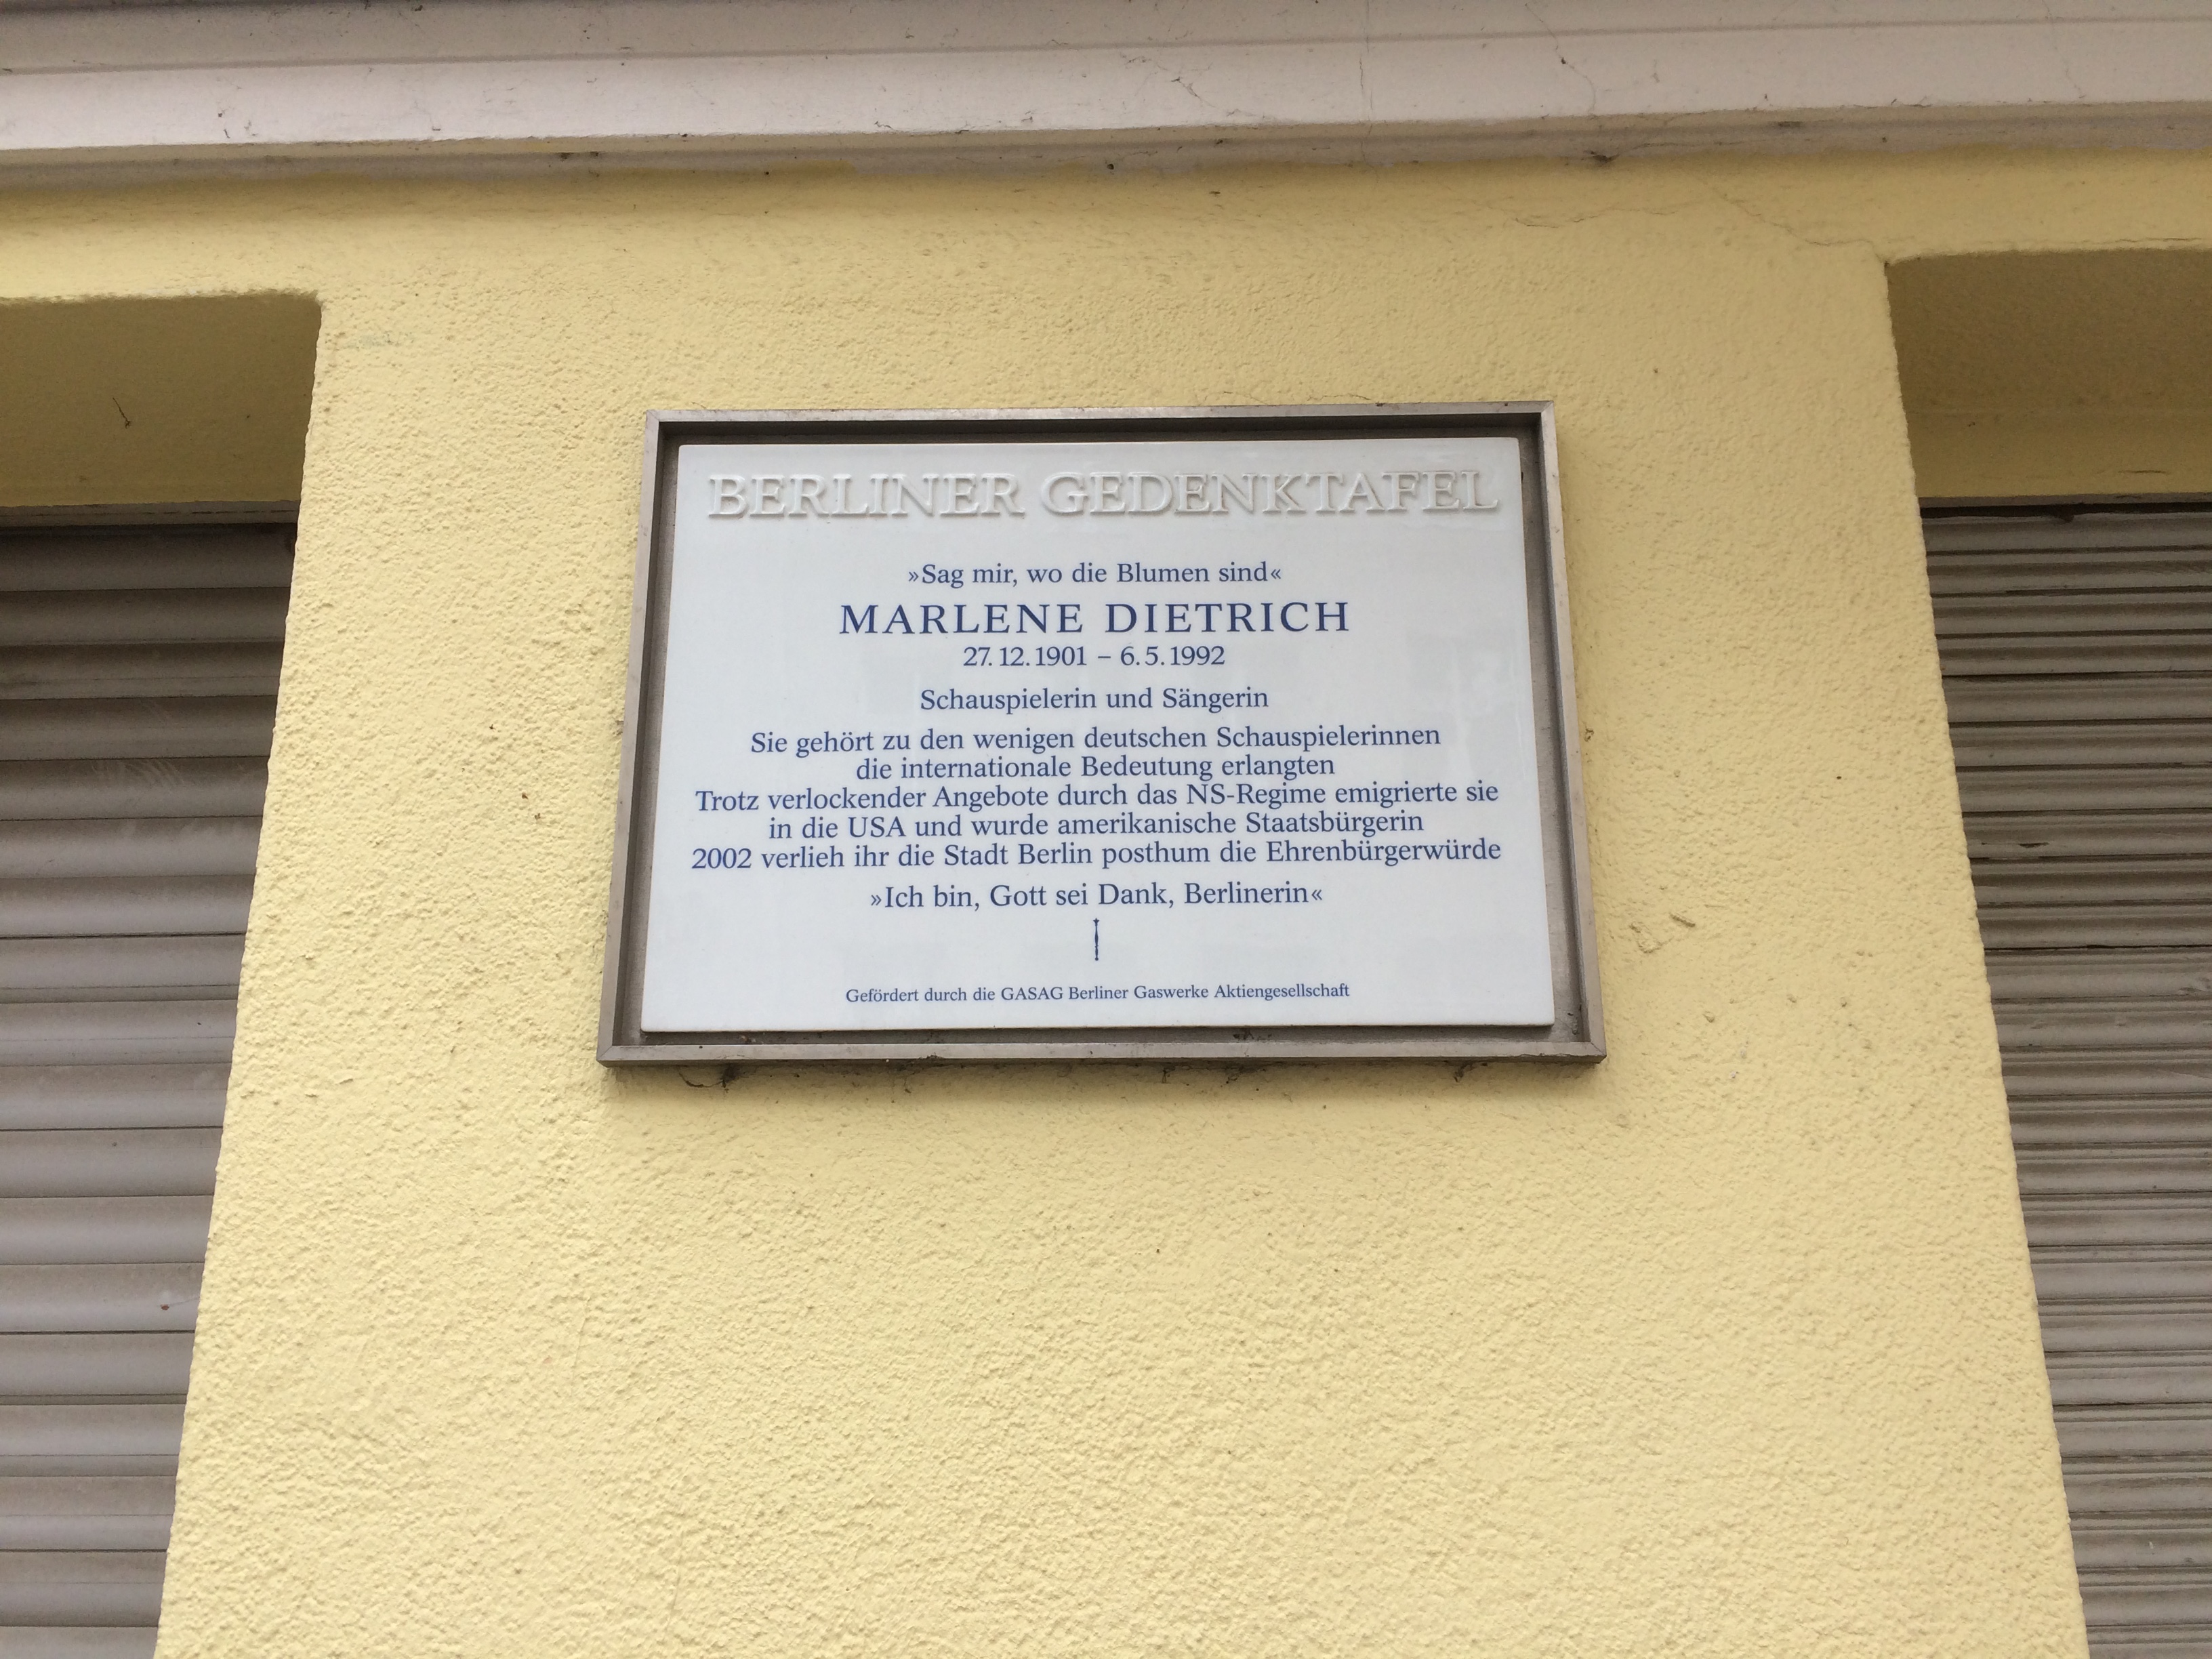 BERLINER GEDENKTAFEL
»Sag mir, wo die Blumen sind«
MARLENE DIETRICH
27.12.1901 – 6.5.1992
Schauspielerin und Sängerin
Sie gehört zu den wenigen deutschen Schauspielerinnen
die internationale Bedeutung erlangten
Trotz verlockender Angebote durch das NS-Regime emigrierte sie
in die USA und wurde amerikanische Staatsbürgerin
2002 verlieh ihr die Stadt Berlin posthum die Ehrenbürgerwürde
»Ich bin, Gott sei Dank, Berlinerin«
Gefördert durch die GASAG Berliner Gaswerke Aktiengesellschaft